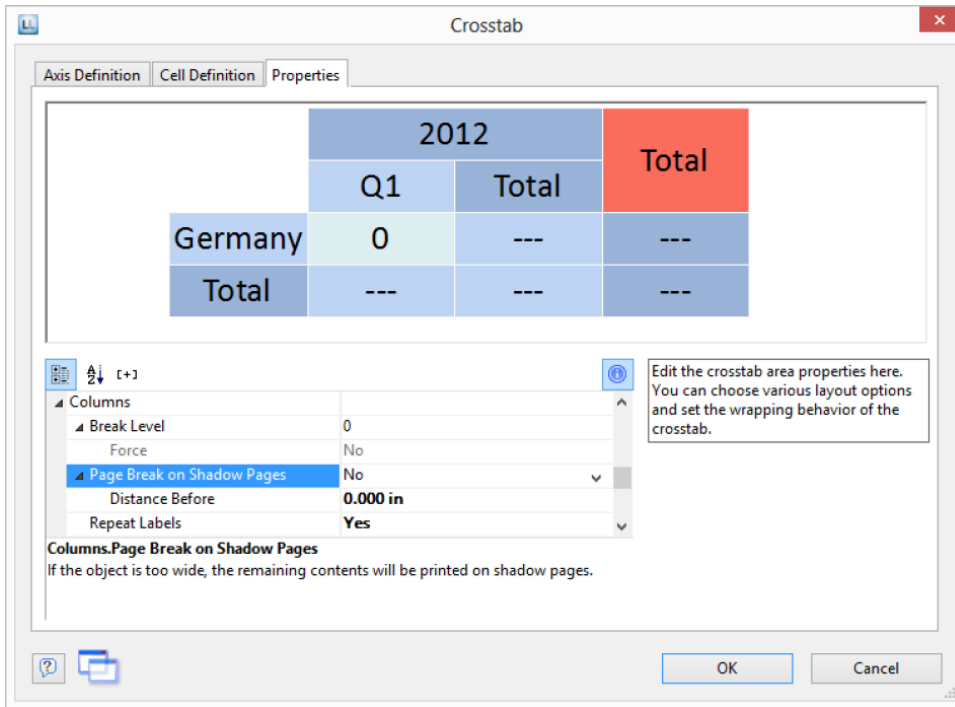 LL
Crosstab
Axis Definition Cell Definition Properties
2012 Total
Q1 Total
Germany 0 --- ---
Total --- --- ---
A Z [+]
Edit the crosstab area properties here.
You can choose various layout options
and set the wrapping behavior of the
crosstab.
Columns
Break Level 0
Force No
Page Break on Shadow Pages No
Distance Before 0.000 in
Repeat Labels Yes
Columns.Page Break on Shadow Pages
If the object is too wide, the remaining contents will be printed on shadow pages.
? OK Cancel